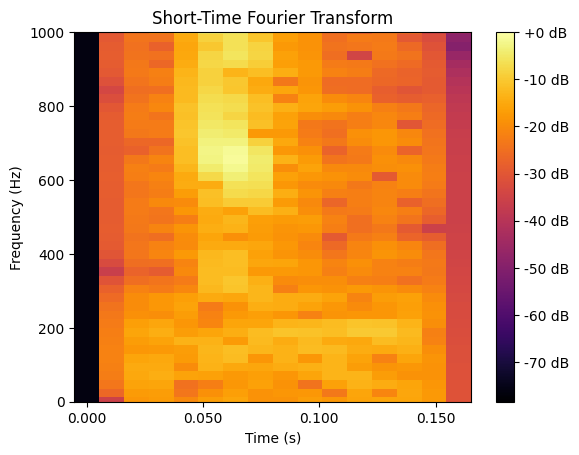 Short-Time Fourier Transform
1000
800
600
400
200
0
Frequency (Hz)
0.000
0.050
0.100
0.150
Time (s)
+0 dB
-10 dB
-20 dB
-30 dB
-40 dB
-50 dB
-60 dB
-70 dB